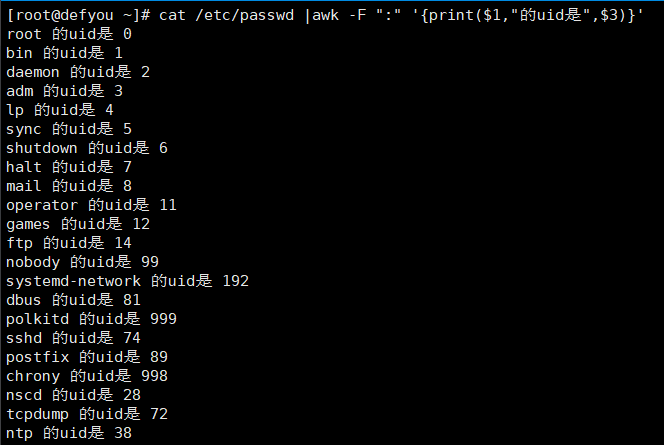 [root@defyou ~]# cat /etc/passwd |awk -F ":" '{print($1,"的uid是",$3)}'
root 的uid是 0
bin 的uid是 1
daemon 的uid是 2
adm 的uid是 3
lp 的uid是 4
sync 的uid是 5
shutdown 的uid是 6
halt 的uid是 7
mail 的uid是 8
operator 的uid是 11
games 的uid是 12
ftp 的uid是 14
nobody 的uid是 99
systemd-network 的uid是 192
dbus 的uid是 81
polkitd 的uid是 999
sshd 的uid是 74
postfix 的uid是 89
chrony 的uid是 998
nscd 的uid是 28
tcpdump 的uid是 72
ntp 的uid是 38